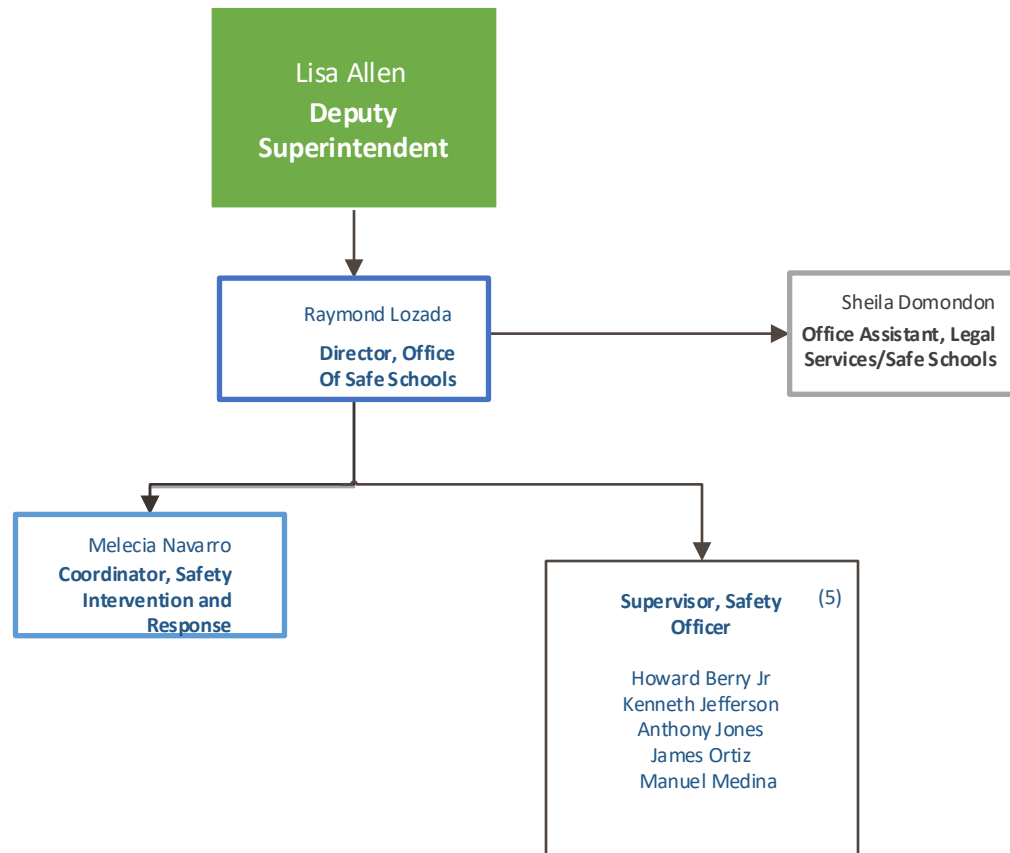 Lisa Allen
Deputy
Superintendent
Raymond Lozada
Director, Office
Of Safe Schools
Sheila Domondon
Office Assistant, Legal
Services/Safe Schools
Melecia Navarro
Coordinator, Safety
Intervention and
Response
Supervisor, Safety (5)
Officer
Howard Berry Jr
Kenneth Jefferson
Anthony Jones
James Ortiz
Manuel Medina